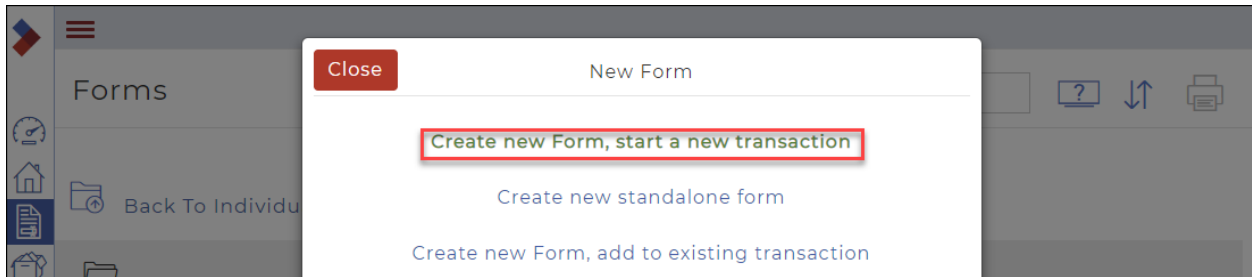 Close
New Form
Forms
?
Create new Form, start a new transaction
Create new standalone form
Back To Individu
Create new Form, add to existing transaction